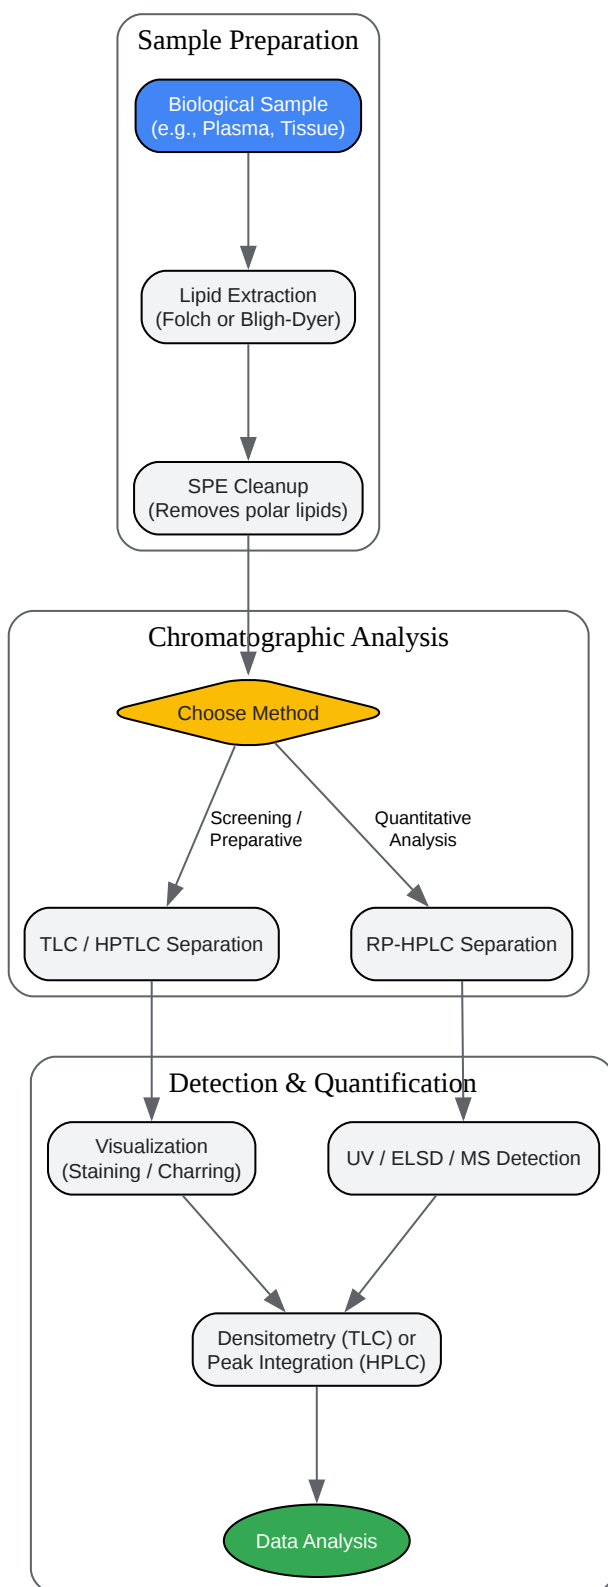 Sample Preparation
Biological Sample
(e.g., Plasma, Tissue)
Lipid Extraction
(Folch or Bligh-Dyer)
SPE Cleanup
(Removes polar lipids)
Chromatographic Analysis
Choose Method
Screening /
Preparative
Quantitative
Analysis
TLC / HPTLC Separation
RP-HPLC Separation
Detection & Quantification
Visualization
(Staining / Charring)
UV / ELSD / MS Detection
Densitometry (TLC) or
Peak Integration (HPLC)
Data Analysis